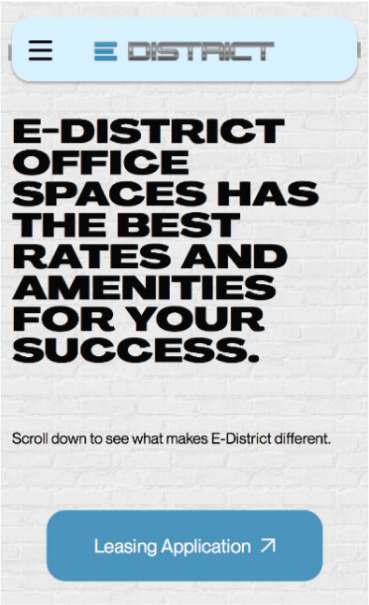 E DISTRICT
E-DISTRICT
OFFICE
SPACES HAS
THE BEST
RATES AND
AMENITIES
FOR YOUR
SUCCESS.
Scroll down to see what makes E-District different.
Leasing Application